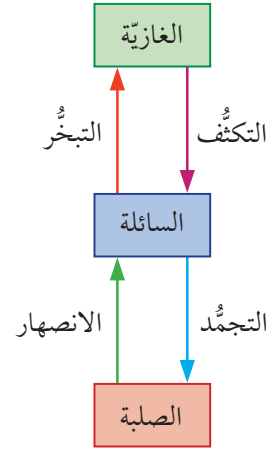 الغازيّة
التكثُّف
التبخُّر
السائلة
التجمُّد
الانصهار
الصلبة